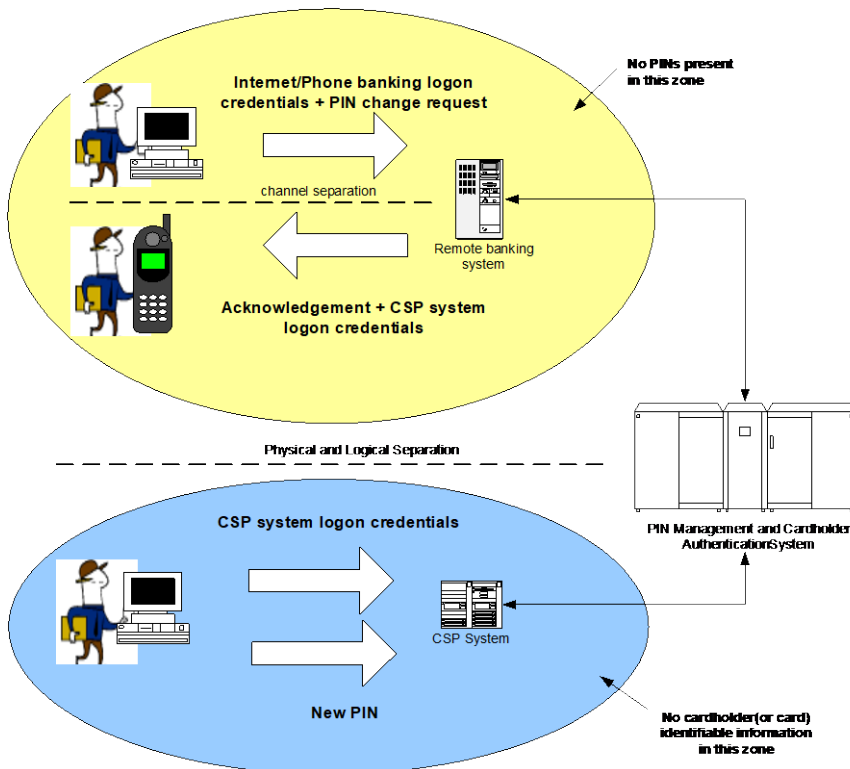 Internet/Phone banking logon
credentials + PIN change request
No PINs present
in this zone
channel separation
Remote banking
system
Acknowledgement + CSP system
logon credentials
Physical and Logical Separation
PIN Management and Cardholder
AuthenticationSystem
CSP system logon credentials
CSP System
New PIN
No cardholder(or card)
identifiable information
in this zone